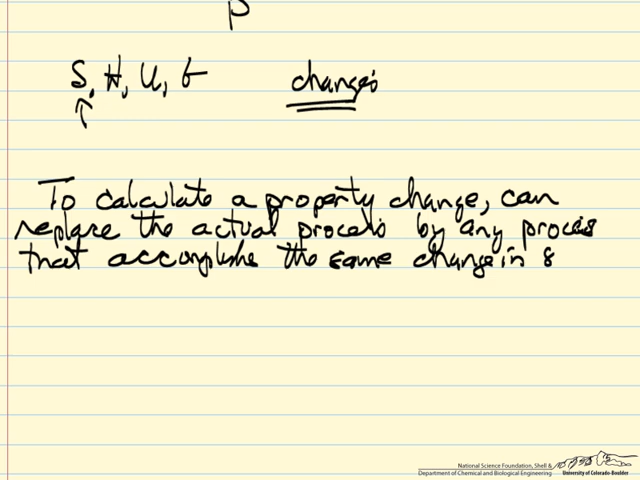 P
S, H, U, G changes
To calculate a property change, can
replace the actual process by any process
that accomplishe the same change in s
National Science Foundation, Shell &
Department of Chemical and Biological Engineering
University of Colorado-Boulder